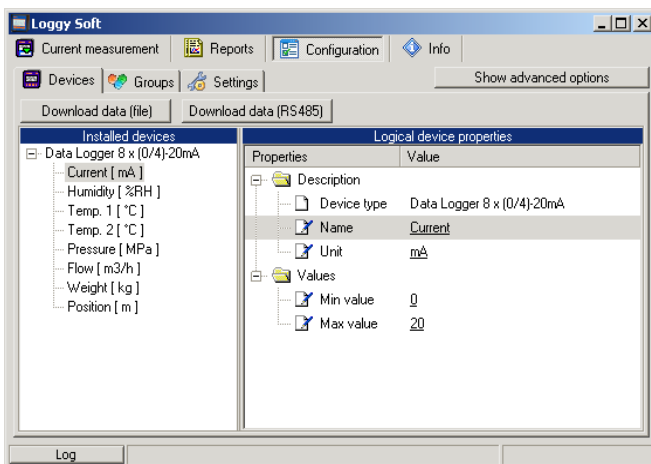 Loggy Soft
Current measurement Reports Configuration Info
Devices Groups Settings Show advanced options
Download data (file) Download data (RS485)
Installed devices Logical device properties
Data Logger 8 x (0/4)-20mA Properties Value
Current [ mA ] Description
Humidity [ %RH ] Device type Data Logger 8 x (0/4)-20mA
Temp. 1 [ °C ] Name Current
Temp. 2 [ °C ] Unit mA
Pressure [ MPa ] Values
Flow [ m3/h ] Min value 0
Weight [ kg ] Max value 20
Position [ m ]
Log